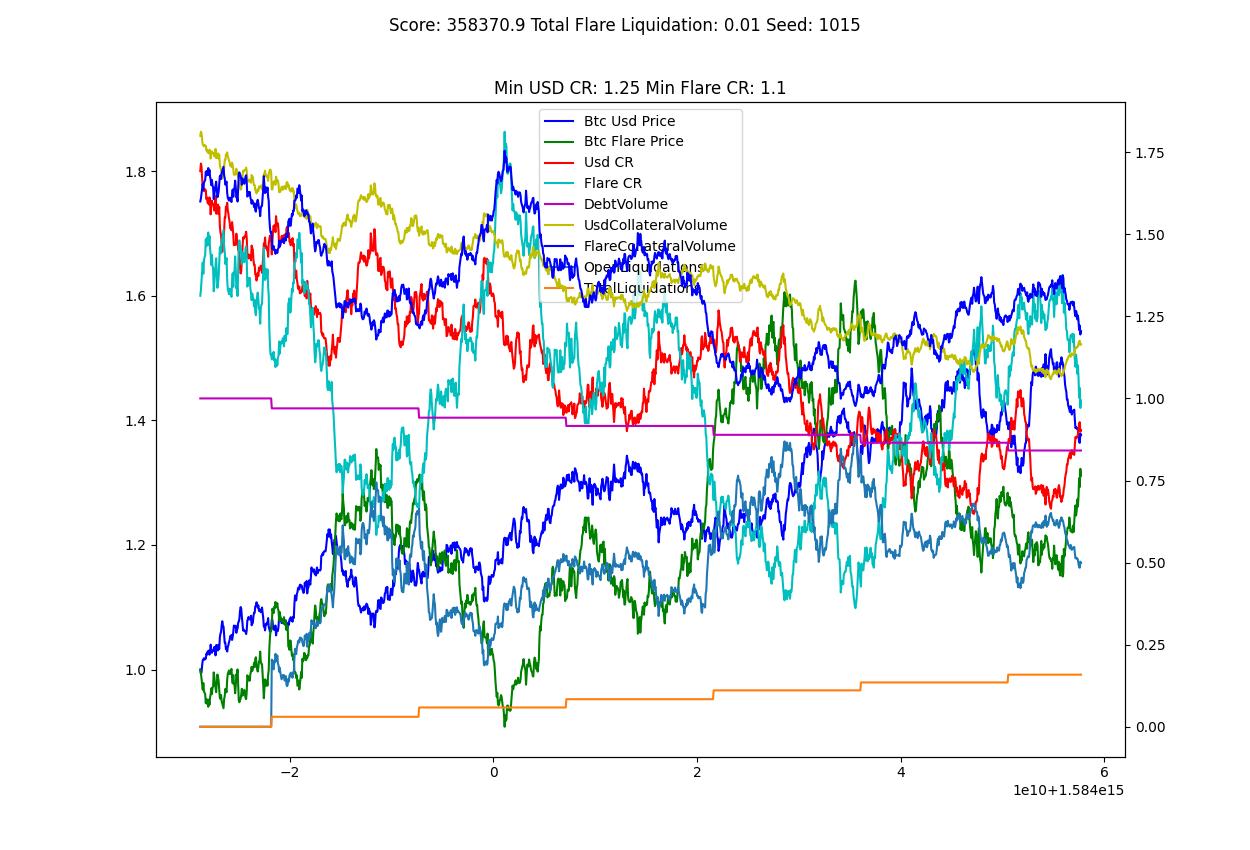 Score: 358370.9 Total Flare Liquidation: 0.01 Seed: 1015
Min USD CR: 1.25 Min Flare CR: 1.1
Btc Usd Price
Btc Flare Price
Usd CR
Flare CR
DebtVolume
UsdCollateralVolume
FlareCollateralVolume
OpenLiquidations
TotalLiquidations
1.8
1.6
1.4
1.2
1.0
1.75
1.50
1.25
1.00
0.75
0.50
0.25
0.00
−2
0
2
4
6
1e10+1.584e15